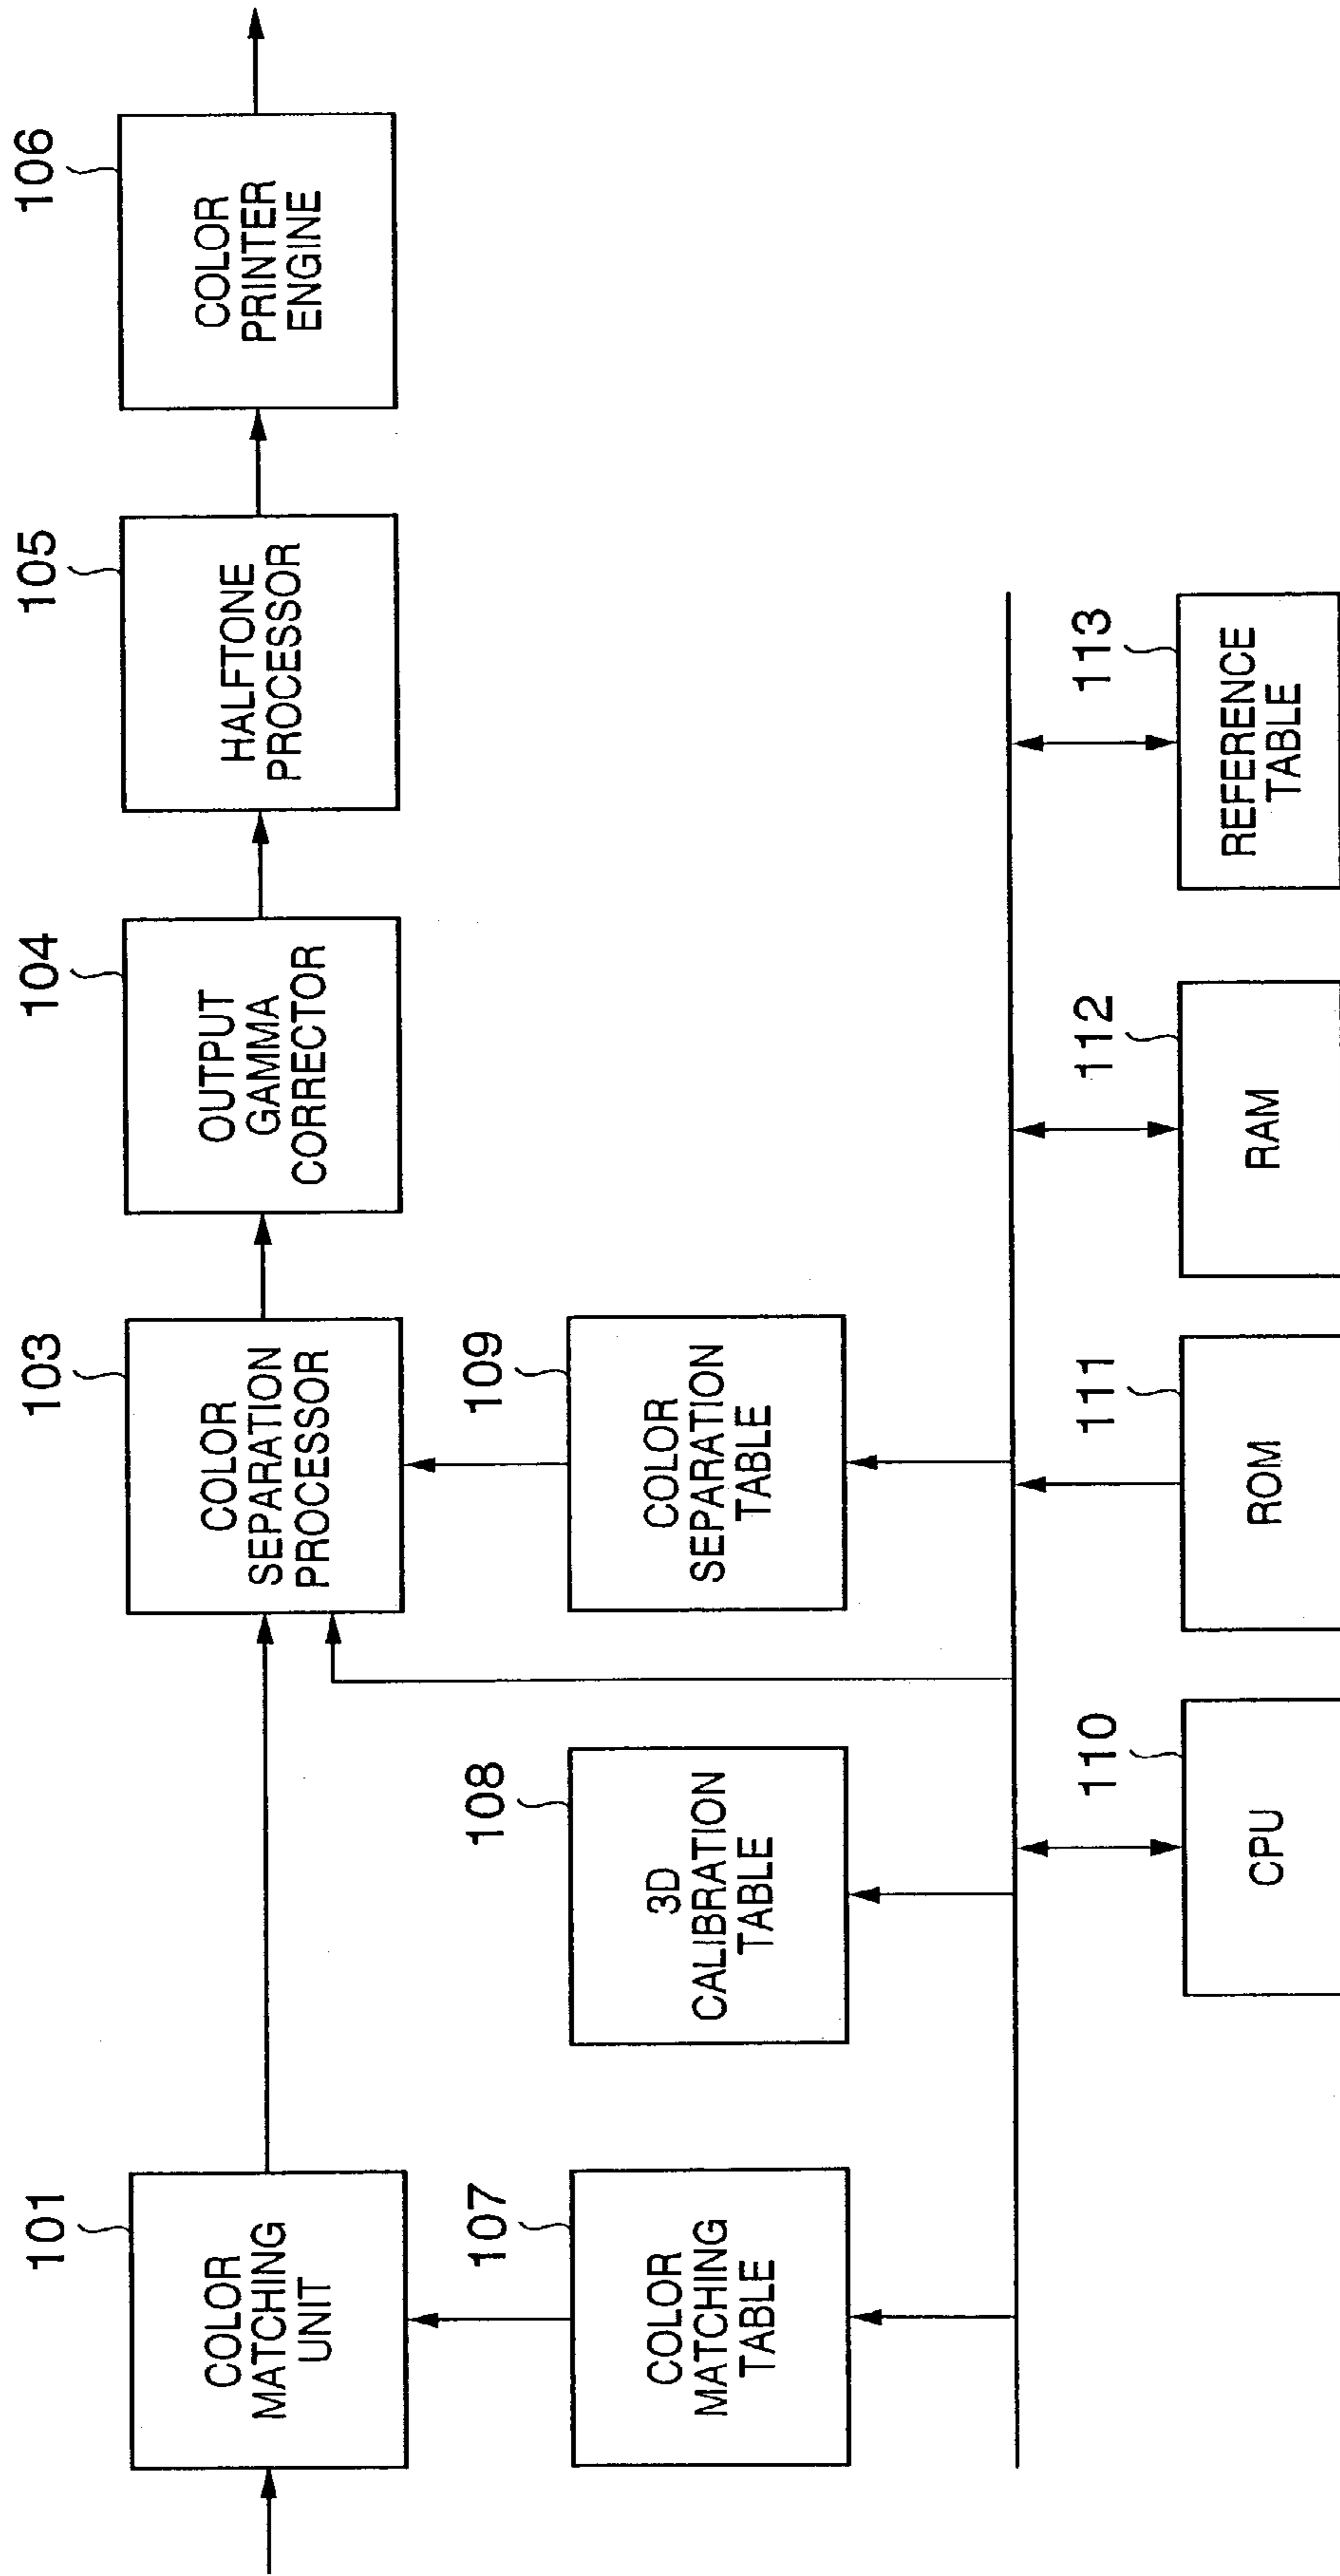 101
COLOR
MATCHING
UNIT
103
COLOR
SEPARATION
PROCESSOR
104
OUTPUT
GAMMA
CORRECTOR
105
HALFTONE
PROCESSOR
106
COLOR
PRINTER
ENGINE
107
COLOR
MATCHING
TABLE
108
3D
CALIBRATION
TABLE
109
COLOR
SEPARATION
TABLE
110
CPU
111
ROM
112
RAM
113
REFERENCE
TABLE